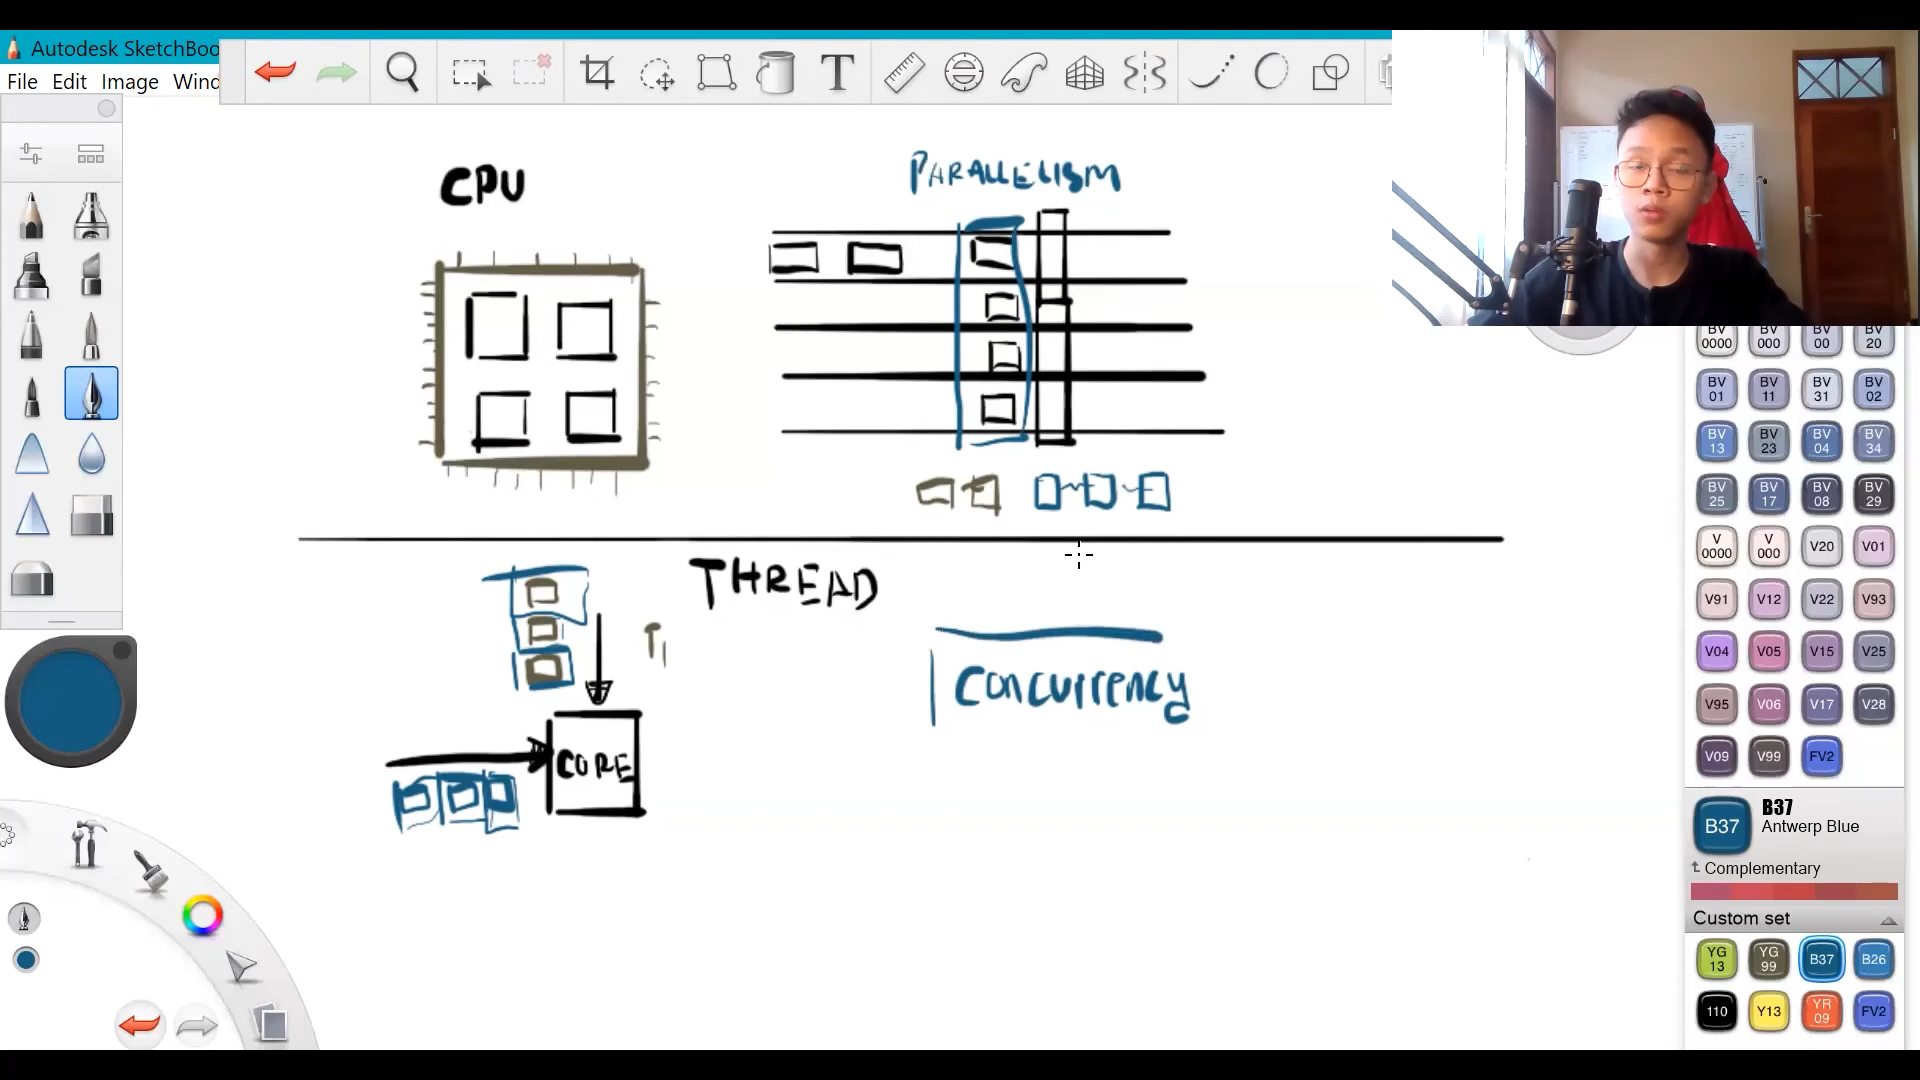 Autodesk SketchBoo
File Edit Image Wind
CPU
PARALLELISM
THREAD
Concurrency
CORE
BV 0000 BV 000 BV 00 BV 20
BV 01 BV 11 BV 31 BV 02
BV 13 BV 23 BV 04 BV 34
BV 25 BV 17 BV 08 BV 29
V 0000 V 000 V20 V01
V91 V12 V22 V93
V04 V05 V15 V25
V95 V06 V17 V28
V09 V99 FV2
B37 B37
Antwerp Blue
Complementary
Custom set
YG 13 YG 99 B37 B26
110 Y13 YR 09 FV2